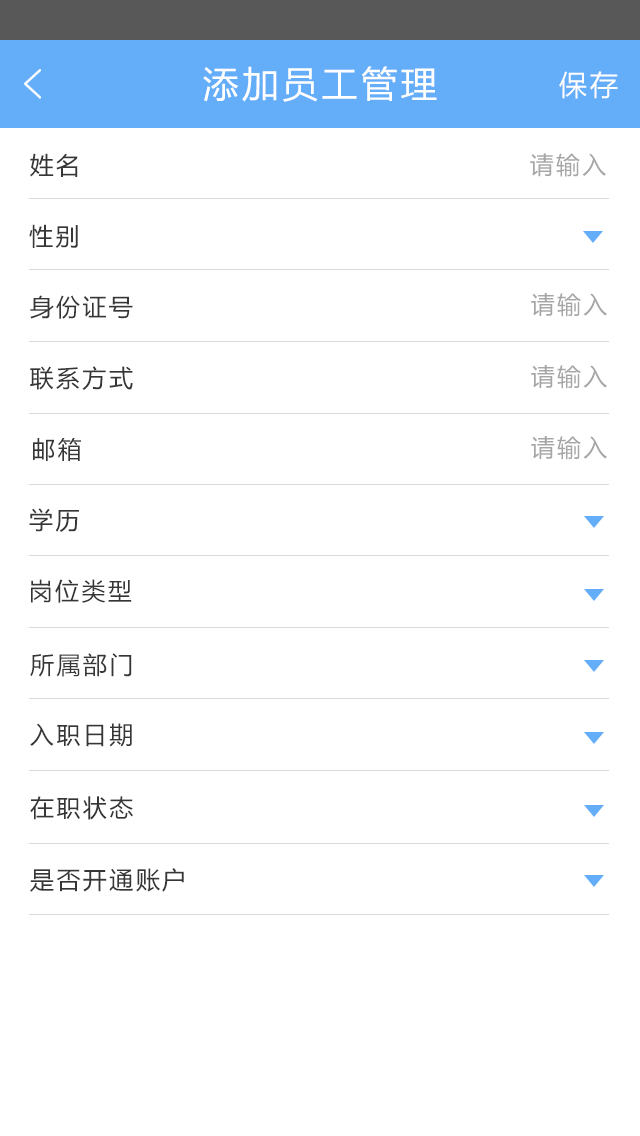 添加员工管理 保存
姓名 请输入
性别
身份证号 请输入
联系方式 请输入
邮箱 请输入
学历
岗位类型
所属部门
入职日期
在职状态
是否开通账户